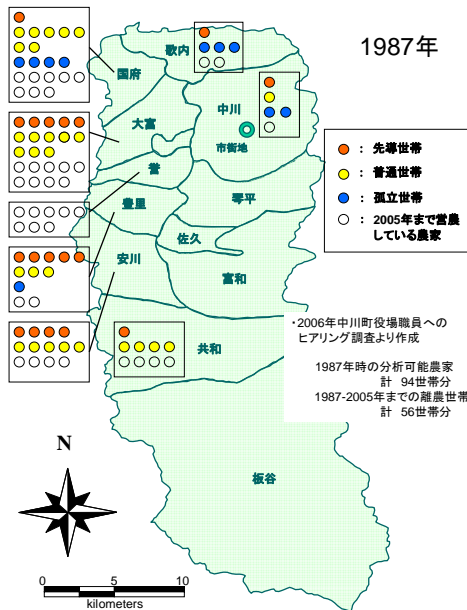 1987年
歌内
国府
中川
大富
市街地
誉
豊里
琴平
佐久
安川
富和
共和
板谷
： 先導世帯
： 普通世帯
： 孤立世帯
： 2005年まで営農
している農家
・2006年中川町役場職員への
ヒアリング調査より作成
1987年時の分析可能農家
計 94世帯分
1987-2005年までの離農世帯
計 56世帯分
N
0 5 10
kilometers